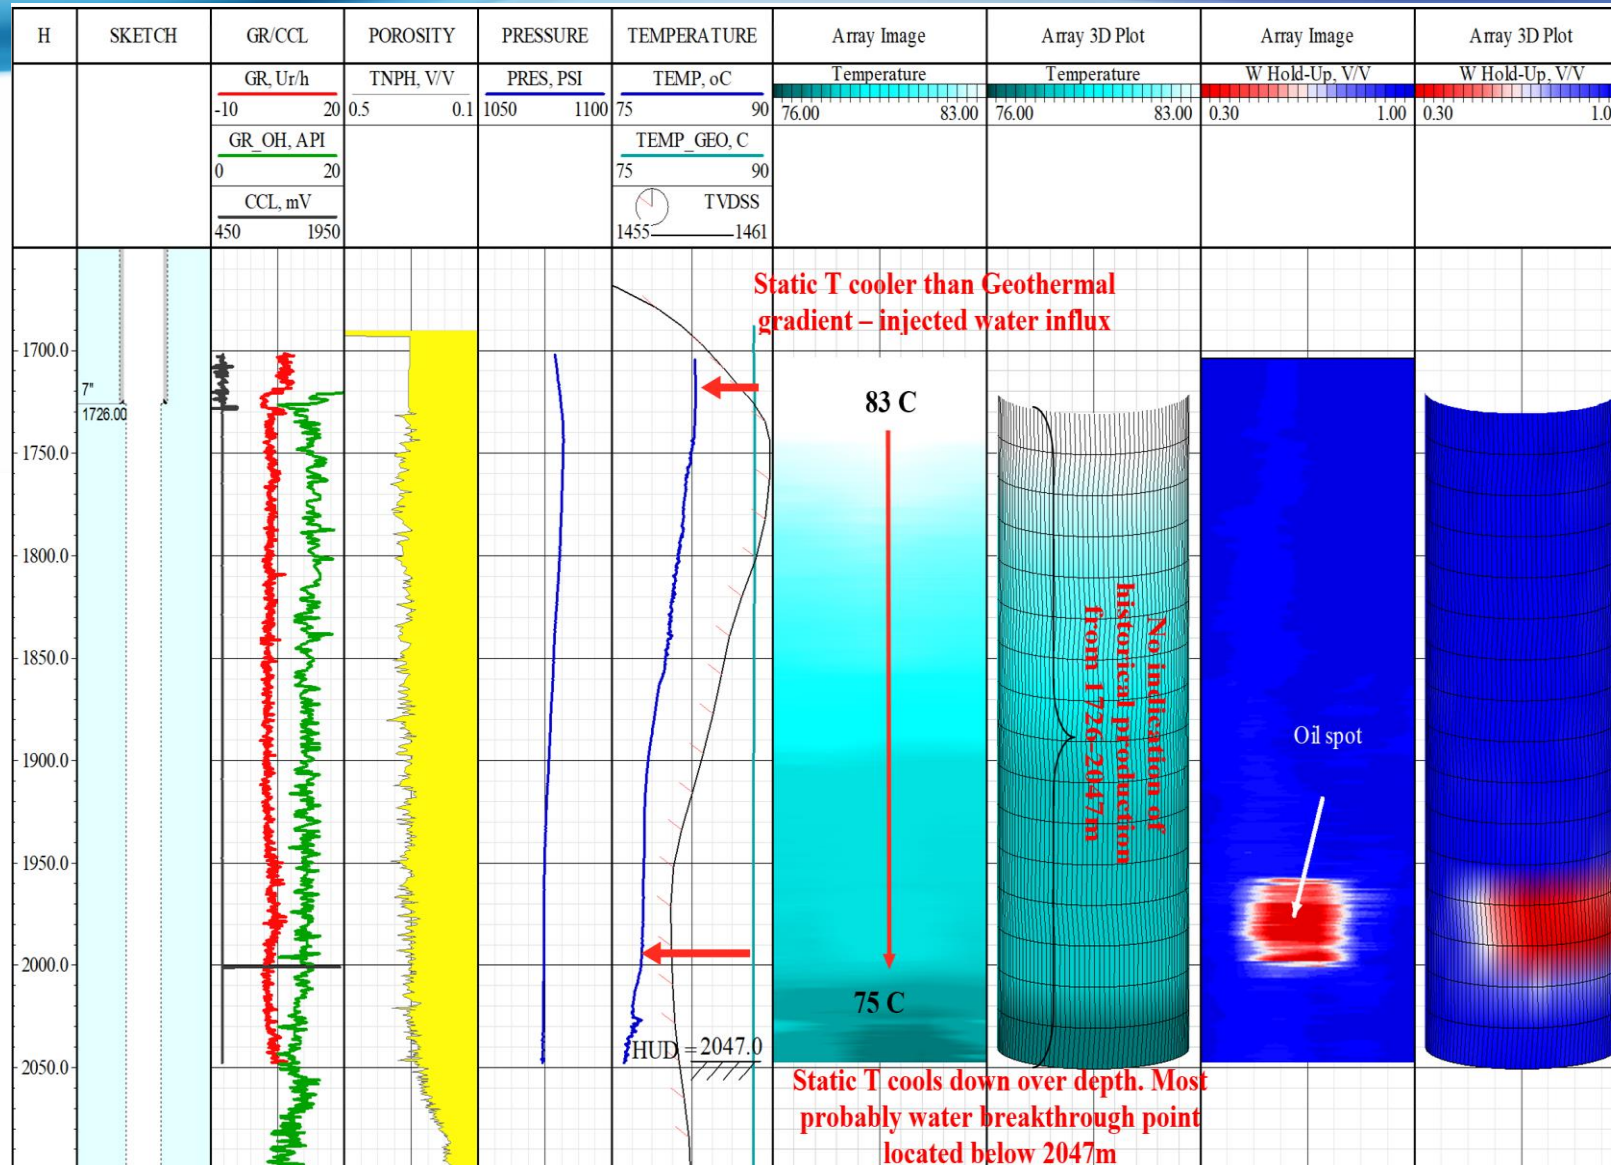 H SKETCH GR/CCL POROSITY PRESSURE TEMPERATURE Array Image Array 3D Plot Array Image Array 3D Plot
GR, Ur/h TNPH, V/V PRES, PSI TEMP, oC Temperature Temperature W Hold-Up, V/V W Hold-Up, V/V
-10 20 0.5 0.1 1050 1100 75 90 76.00 83.00 76.00 83.00 0.30 1.00 0.30 1.0
GR_OH, API TEMP_GEO, C
0 20 75 90
CCL, mV TVDSS
450 1950 1455 1461
Static T cooler than Geothermal
gradient – injected water influx
1700.0
83 C
7"
1726.00
1750.0
1800.0
No indication of
historical production
from 1726-2047m
1850.0
Oil spot
1900.0
1950.0
2000.0
75 C
HUD = 2047.0
2050.0
Static T cools down over depth. Most
probably water breakthrough point
located below 2047m